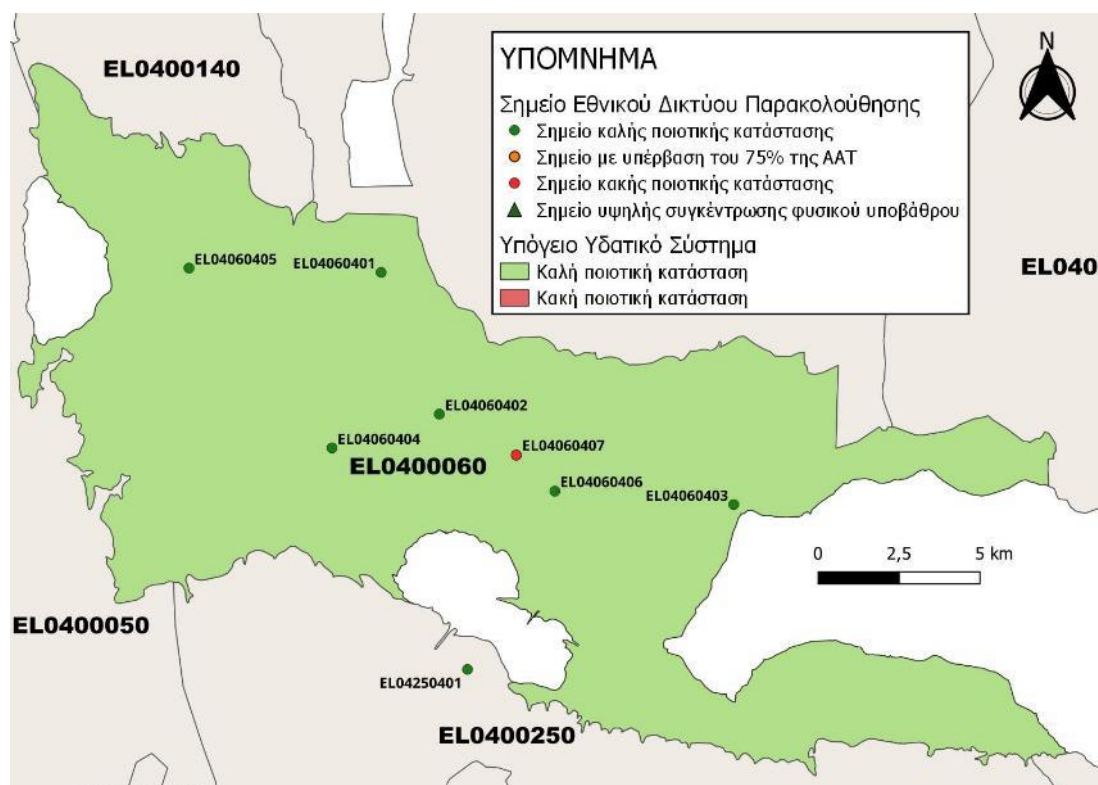 EL0400140
ΥΠΟΜΝΗΜΑ
Σημείο Εθνικού Δικτύου Παρακολούθησης
Σημείο καλής ποιοτικής κατάστασης
Σημείο με υπέρβαση του 75% της ΑΑΤ
Σημείο κακής ποιοτικής κατάστασης
Σημείο υψηλής συγκέντρωσης φυσικού υποβάθρου
Υπόγειο Υδατικό Σύστημα
Καλή ποιοτική κατάσταση
Κακή ποιοτική κατάσταση
N
EL040
EL04060405
EL04060401
EL04060402
EL04060404
EL0400060
EL04060407
EL04060406
EL04060403
0 2,5 5 km
EL0400050
EL04250401
EL0400250